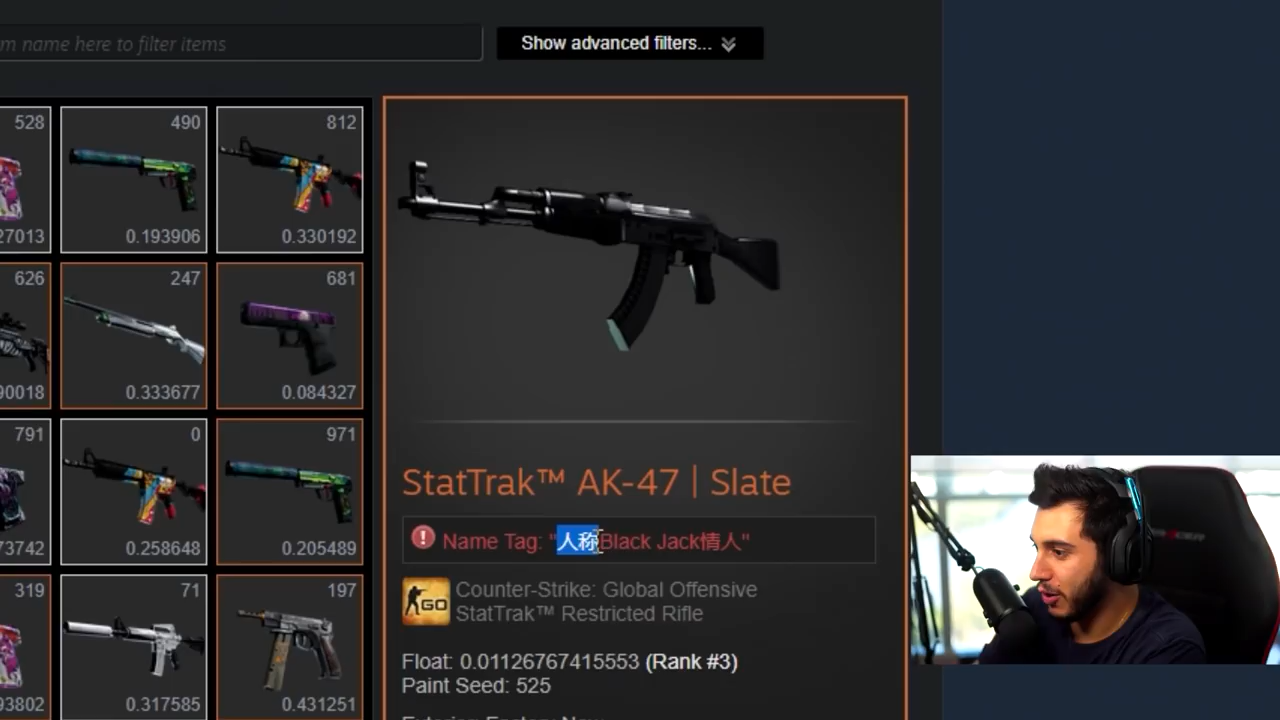 m name here to filter items
Show advanced filters...
528
490
812
27013
0.193906
0.330192
626
247
681
90018
0.333677
0.084327
791
0
971
73742
0.258648
0.205489
319
71
197
93802
0.317585
0.431251
StatTrak™ AK-47 | Slate
Name Tag: "人称Black Jack情人"
GO
Counter-Strike: Global Offensive
StatTrak™ Restricted Rifle
Float: 0.01126767415553 (Rank #3)
Paint Seed: 525